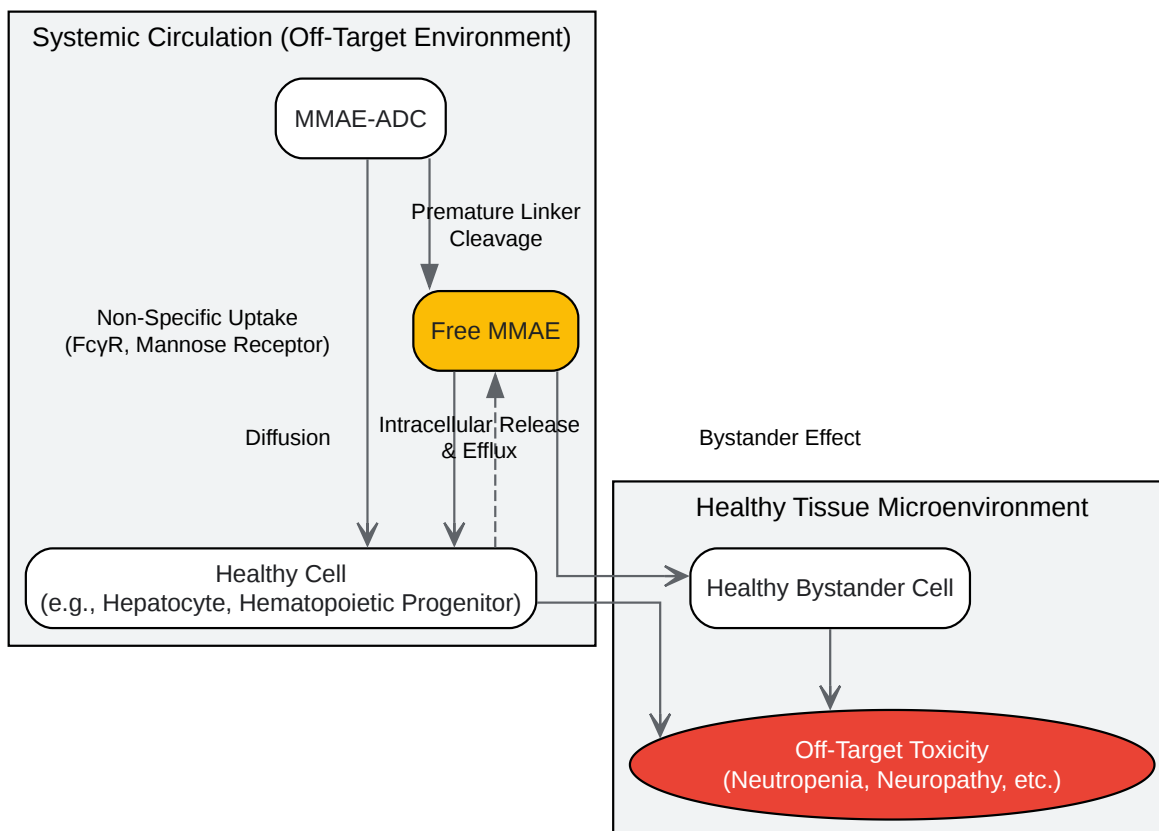 Systemic Circulation (Off-Target Environment)
MMAE-ADC
Premature Linker
Cleavage
Non-Specific Uptake
(FcγR, Mannose Receptor)
Free MMAE
Diffusion
Intracellular Release
& Efflux
Bystander Effect
Healthy Tissue Microenvironment
Healthy Cell
(e.g., Hepatocyte, Hematopoietic Progenitor)
Healthy Bystander Cell
Off-Target Toxicity
(Neutropenia, Neuropathy, etc.)